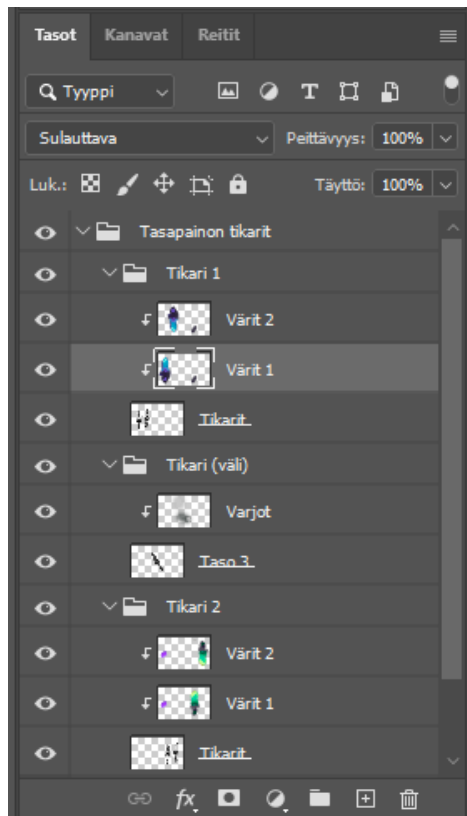 Tasot Kanavat Reitit
Tyyppi
Sulauttava Peittävyys: 100%
Luk.: Täyttö: 100%
Tasapainon tikarit
Tikari 1
Värit 2
Värit 1
Tikarit
Tikari (väli)
Varjot
Taso 3
Tikari 2
Värit 2
Värit 1
Tikarit
fx